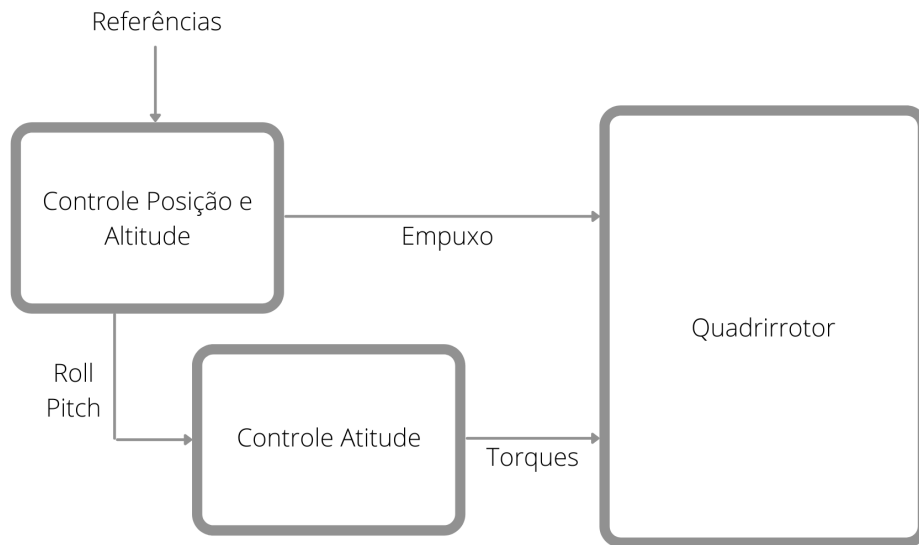 Referências
Controle Posição e
Altitude
Empuxo
Quadrirrotor
Roll
Pitch
Controle Atitude
Torques